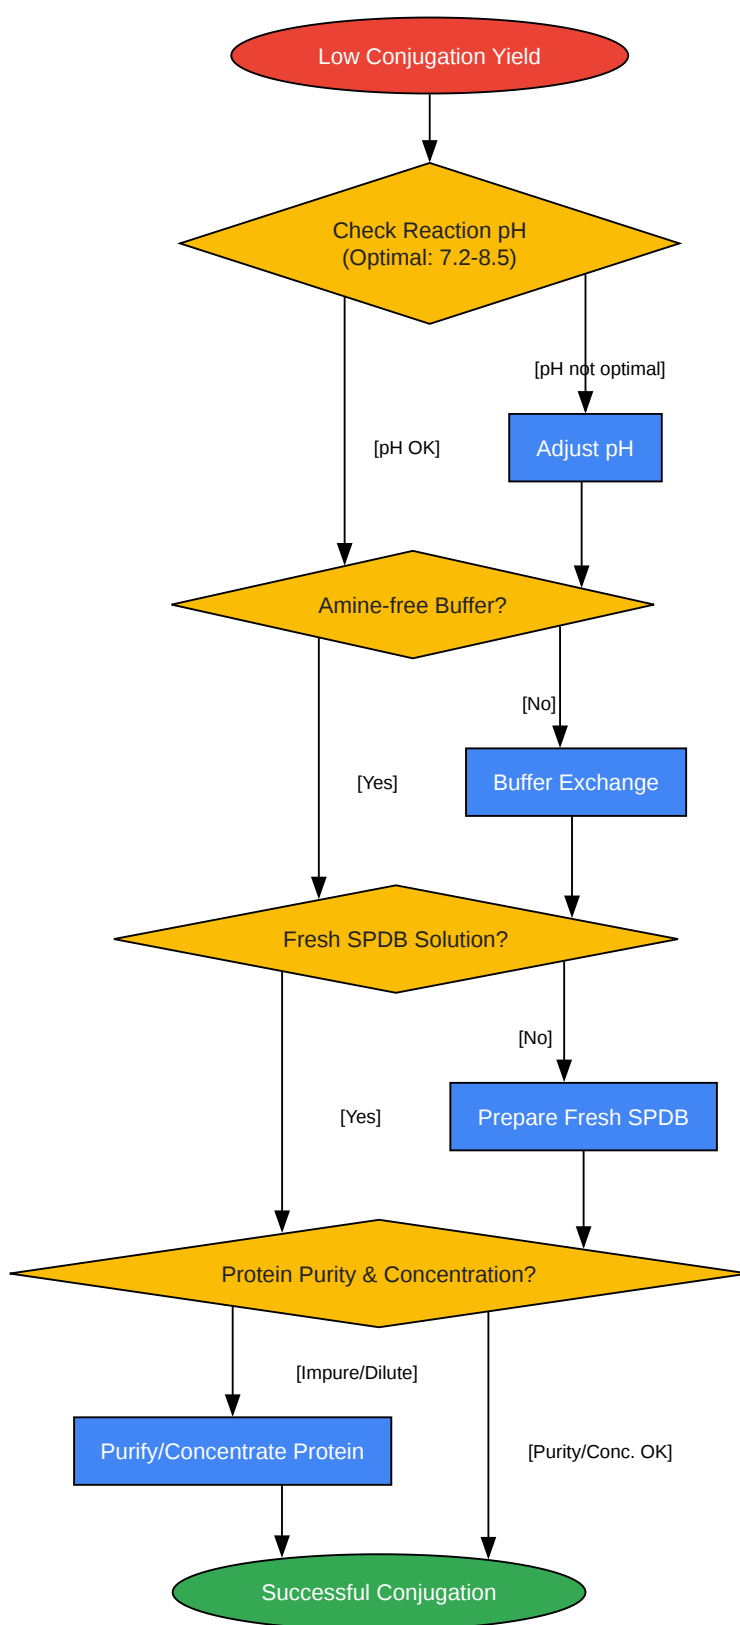 Low Conjugation Yield
Check Reaction pH
(Optimal: 7.2-8.5)
[pH not optimal]
[pH OK]
Adjust pH
Amine-free Buffer?
[No]
[Yes]
Buffer Exchange
Fresh SPDB Solution?
[No]
[Yes]
Prepare Fresh SPDB
Protein Purity & Concentration?
[Impure/Dilute]
Purify/Concentrate Protein
[Purity/Conc. OK]
Successful Conjugation